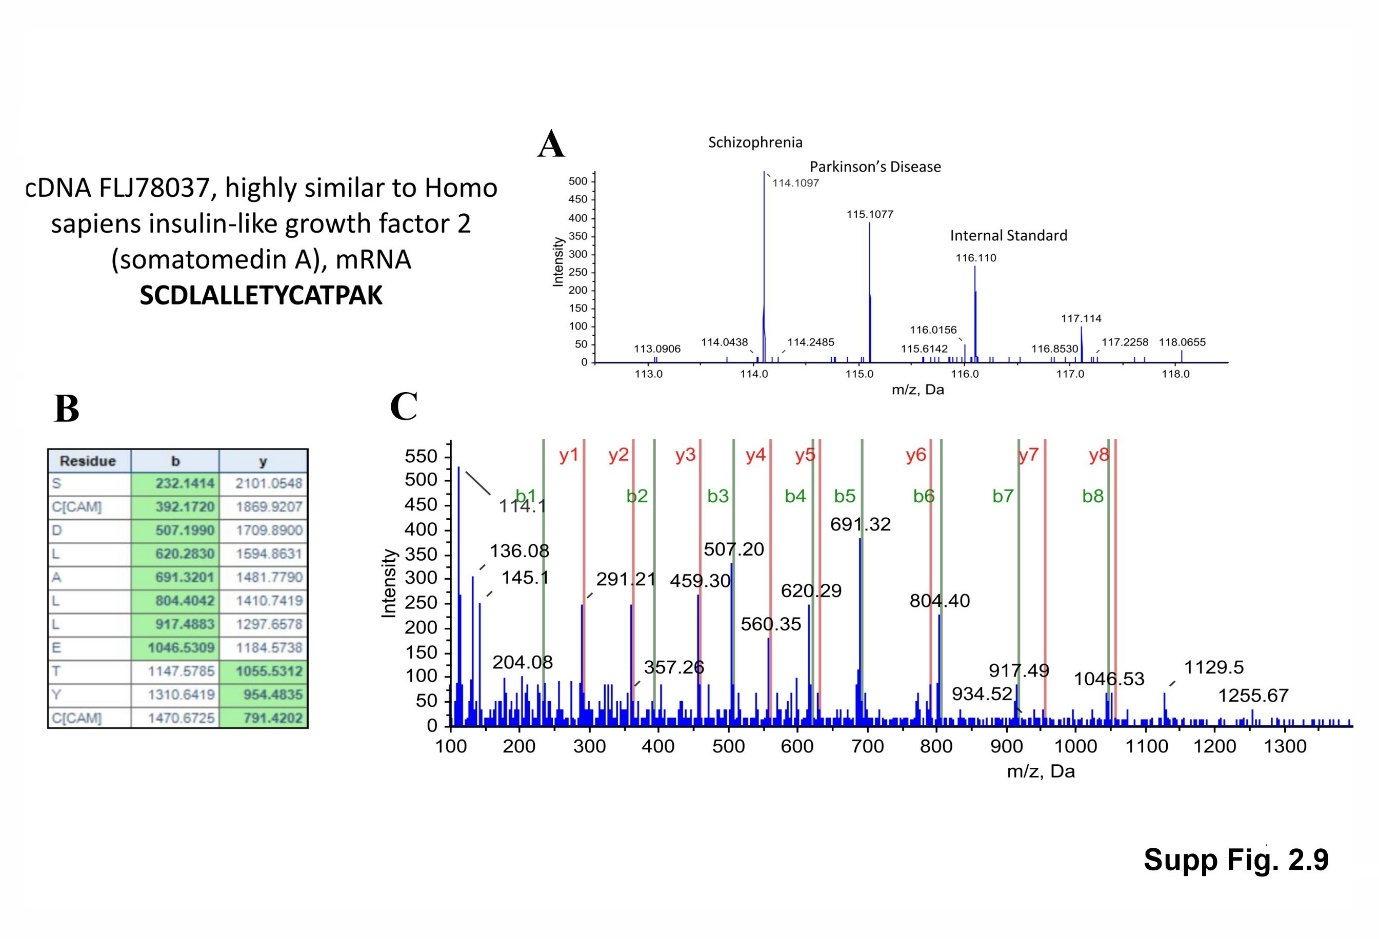 cDNA FLJ78037, highly similar to Homo
sapiens insulin-like growth factor 2
(somatomedin A), mRNA
SCDLALLETYCATPAK
A
Schizophrenia
Parkinson's Disease
Internal Standard
114.1097
115.1077
116.110
117.114
113.0906
114.0438
114.2485
115.6142
116.0156
116.8530
117.2258
118.0655
Intensity
500
450
400
350
300
250
200
150
100
50
0
113.0 114.0 115.0 116.0 117.0 118.0
m/z, Da
B
Residue b y
S 232.1414 2101.0548
C[CAM] 392.1720 1869.9207
D 507.1990 1709.8900
L 620.2830 1594.8631
A 691.3201 1481.7790
L 804.4042 1410.7419
L 917.4883 1297.6578
E 1046.5309 1184.5738
T 1147.5785 1055.5312
Y 1310.6419 954.4835
C[CAM] 1470.6725 791.4202
C
y1 y2 y3 y4 y5 y6 y7 y8
b1 b2 b3 b4 b5 b6 b7 b8
114.1
136.08
145.1
204.08
291.21
357.26
459.30
507.20
560.35
620.29
691.32
804.40
934.52
917.49
1046.53
1129.5
1255.67
Intensity
550
500
450
400
350
300
250
200
150
100
50
0
100 200 300 400 500 600 700 800 900 1000 1100 1200 1300
m/z, Da
Supp Fig. 2.9